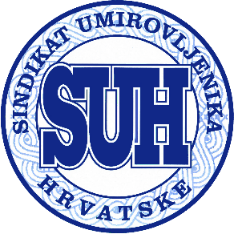 SINDIKAT UMIROVLJENIKA
SUH
HRVATSKE